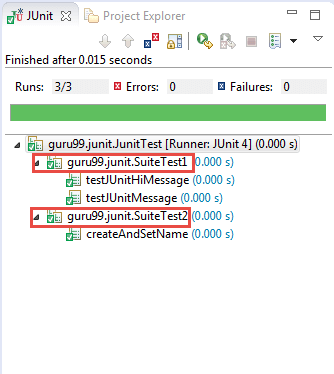 JUnit Project Explorer
Finished after 0.015 seconds
Runs: 3/3 Errors: 0 Failures: 0
guru99.junit.JunitTest [Runner: JUnit 4] (0.000 s)
guru99.junit.SuiteTest1 (0.000 s)
testJUnitHiMessage (0.000 s)
testJUnitMessage (0.000 s)
guru99.junit.SuiteTest2 (0.000 s)
createAndSetName (0.000 s)